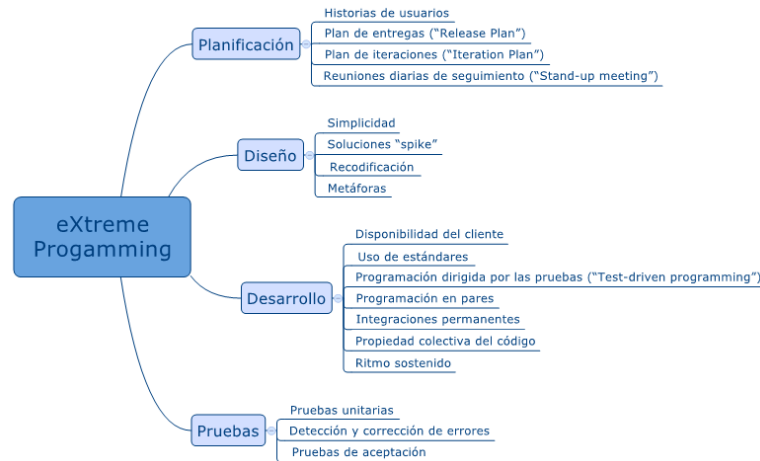 Historias de usuarios
Planificación
Plan de entregas (“Release Plan”)
Plan de iteraciones (“Iteration Plan”)
Reuniones diarias de seguimiento (“Stand-up meeting”)
Simplicidad
Diseño
Soluciones “spike”
Recodificación
Metáforas
eXtreme
Progamming
Disponibilidad del cliente
Uso de estándares
Programación dirigida por las pruebas (“Test-driven programming”)
Desarrollo
Programación en pares
Integraciones permanentes
Propiedad colectiva del código
Ritmo sostenido
Pruebas
Pruebas unitarias
Detección y corrección de errores
Pruebas de aceptación